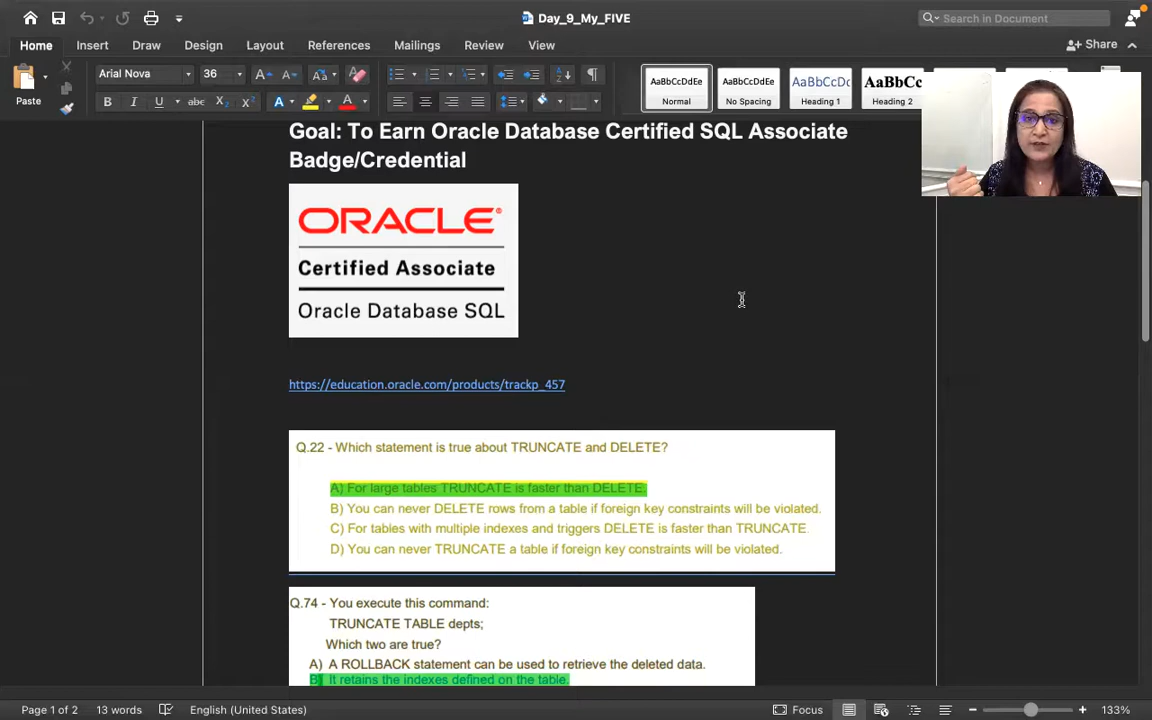 Day_9_My_FIVE
Search in Document
Home Insert Draw Design Layout References Mailings Review View Share
Paste
Arial Nova 36
AaBbCcDdEe AaBbCcDdEe AaBbCcDc AaBbCc
Normal No Spacing Heading 1 Heading 2
Goal: To Earn Oracle Database Certified SQL Associate
Badge/Credential
ORACLE®
Certified Associate
Oracle Database SQL
https://education.oracle.com/products/trackp_457
Q.22 - Which statement is true about TRUNCATE and DELETE?
A) For large tables TRUNCATE is faster than DELETE.
B) You can never DELETE rows from a table if foreign key constraints will be violated.
C) For tables with multiple indexes and triggers DELETE is faster than TRUNCATE.
D) You can never TRUNCATE a table if foreign key constraints will be violated.
Q.74 - You execute this command:
TRUNCATE TABLE depts;
Which two are true?
A) A ROLLBACK statement can be used to retrieve the deleted data.
B) It retains the indexes defined on the table.
Page 1 of 2 13 words English (United States) Focus 133%